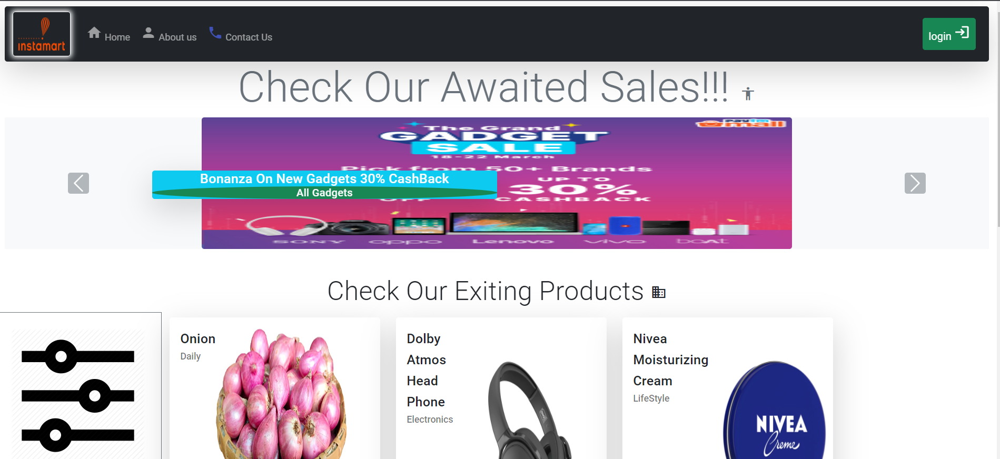 instamart
Home
About us
Contact Us
login
Check Our Awaited Sales!!!
The Grand
GADGET
SALE
18-22 March
paytm
mall
Pick from 50+ Brands
Bonanza On New Gadgets 30% CashBack
All Gadgets
UP TO
30%
CASHBACK
OFF
SONY oppo Lenovo vivo boAt
Check Our Exiting Products
Onion
Daily
Dolby
Atmos
Head
Phone
Electronics
Nivea
Moisturizing
Cream
LifeStyle
NIVEA
Creme